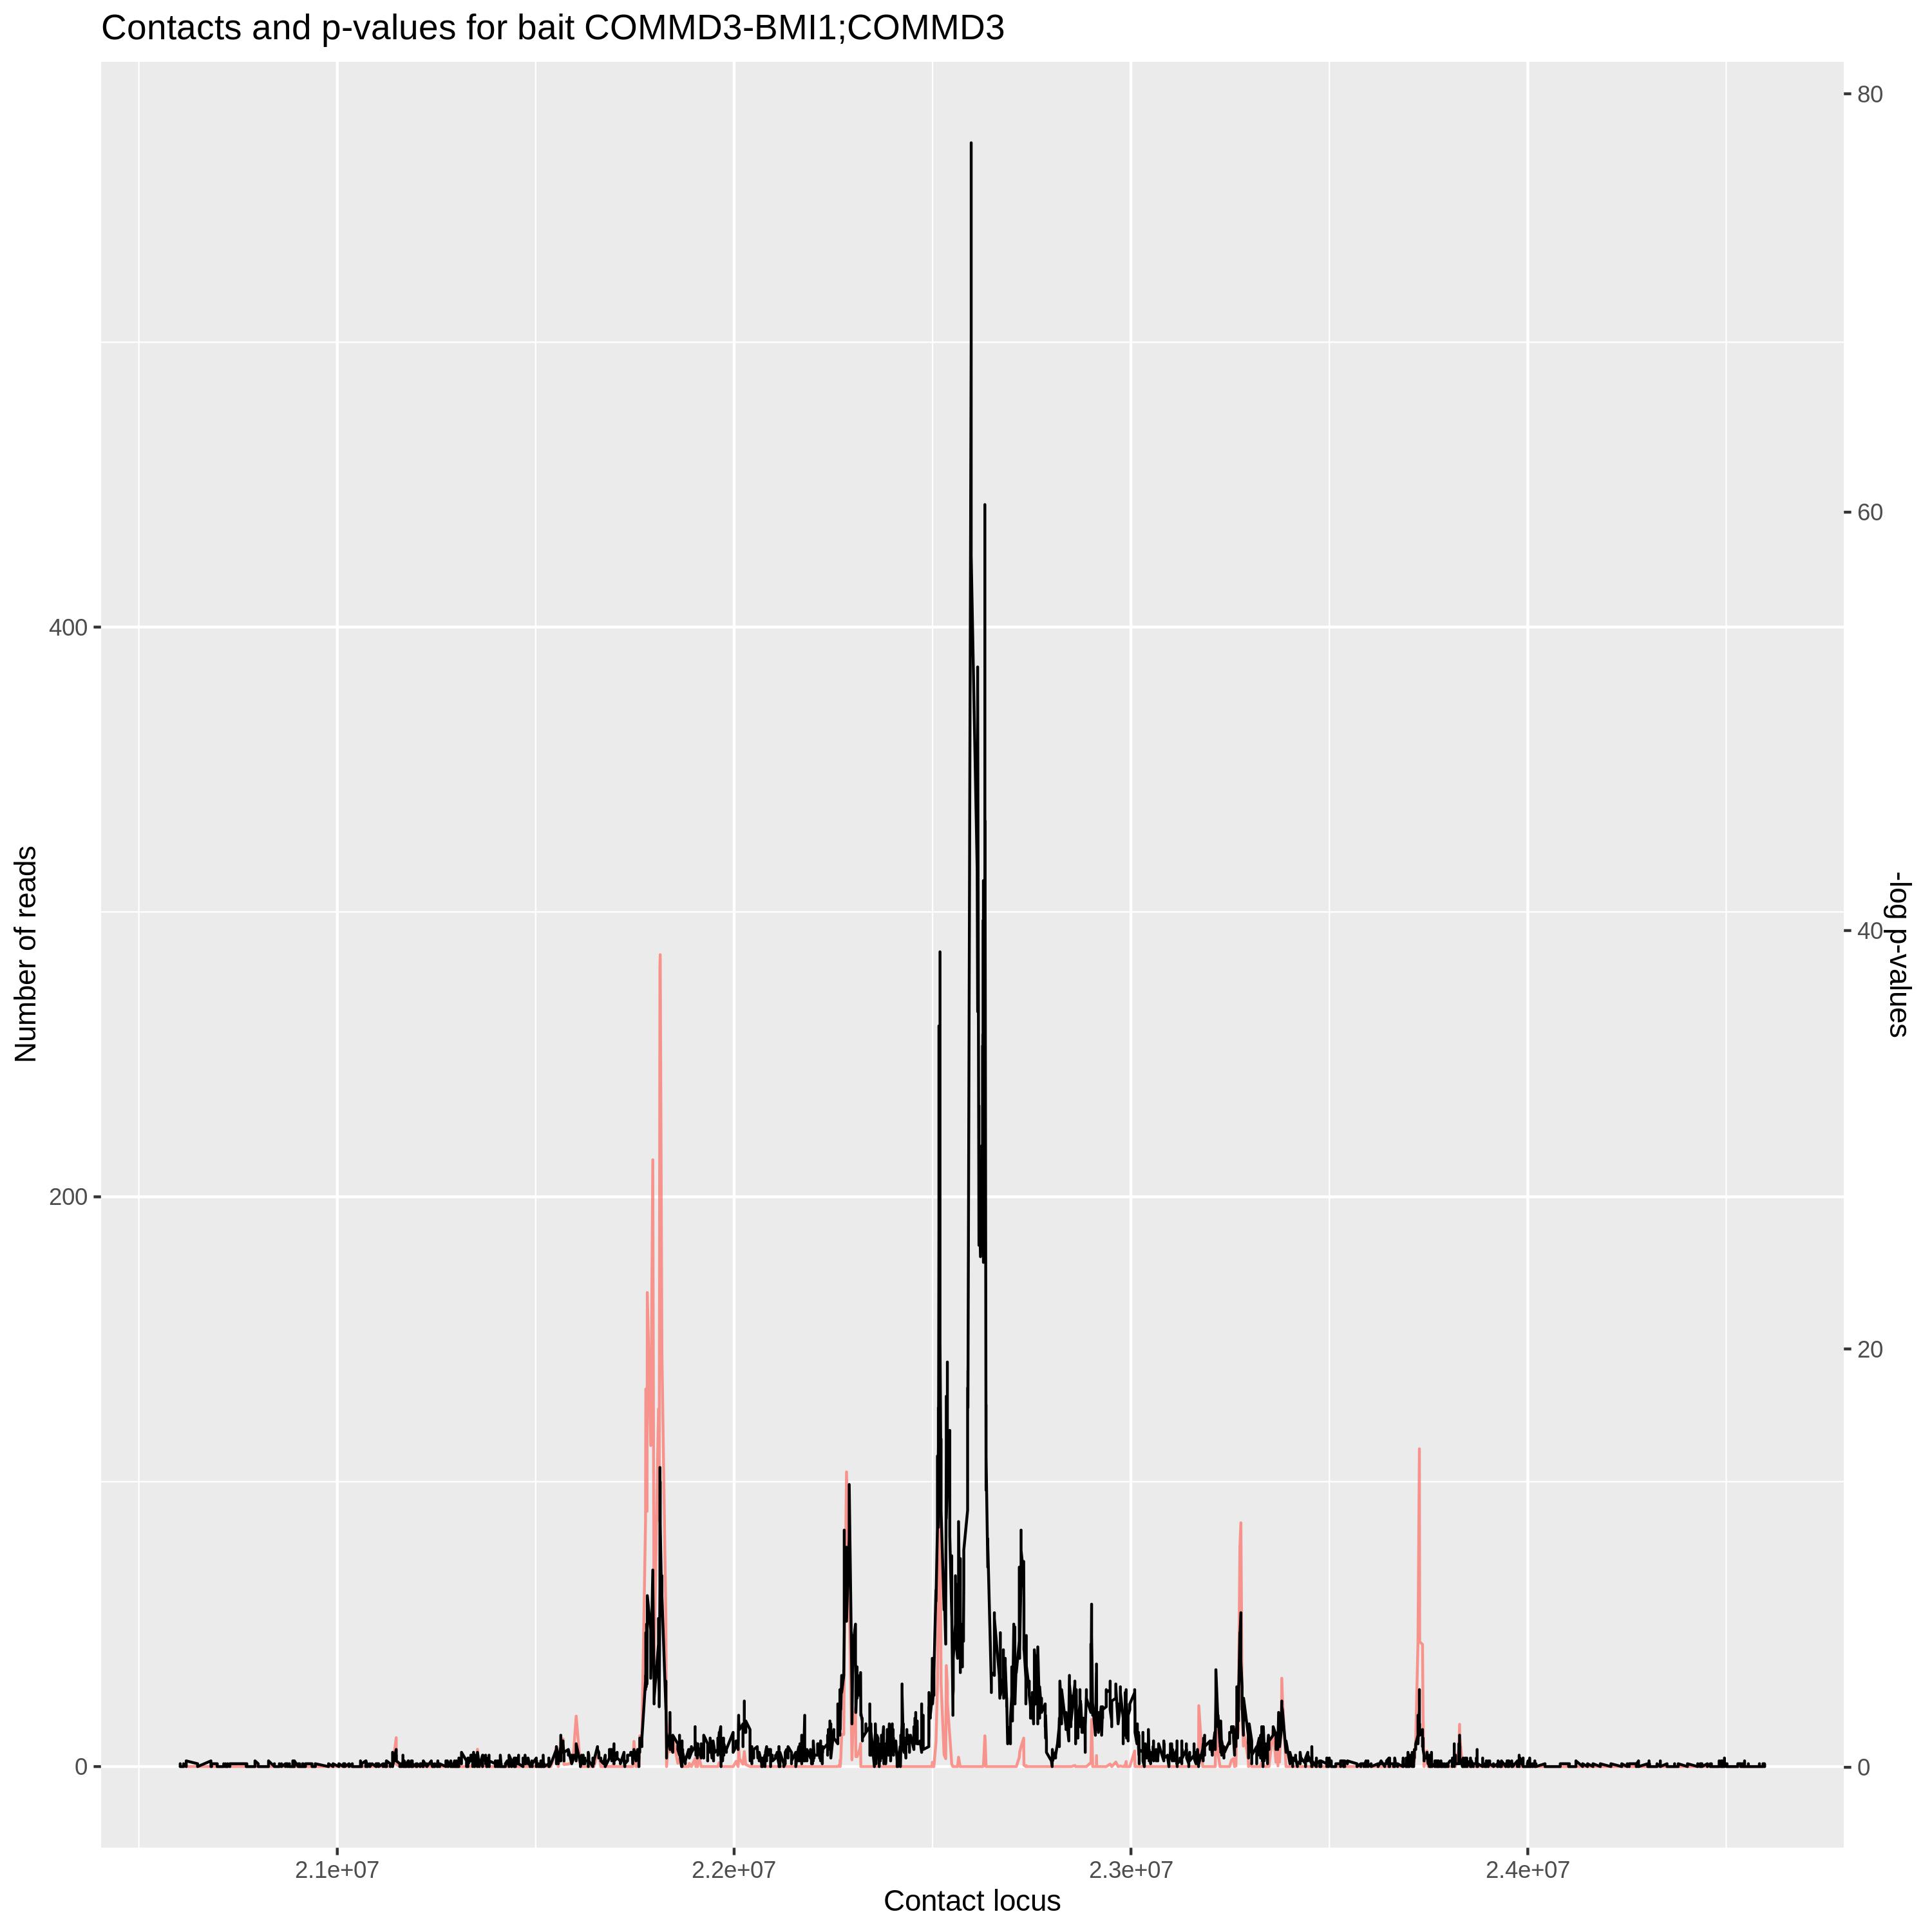 Contacts and p-values for bait COMMD3-BMI1;COMMD3
Number of reads
400
200
0
80
60
40
20
0
-log p-values
2.1e+07
2.2e+07
2.3e+07
2.4e+07
Contact locus